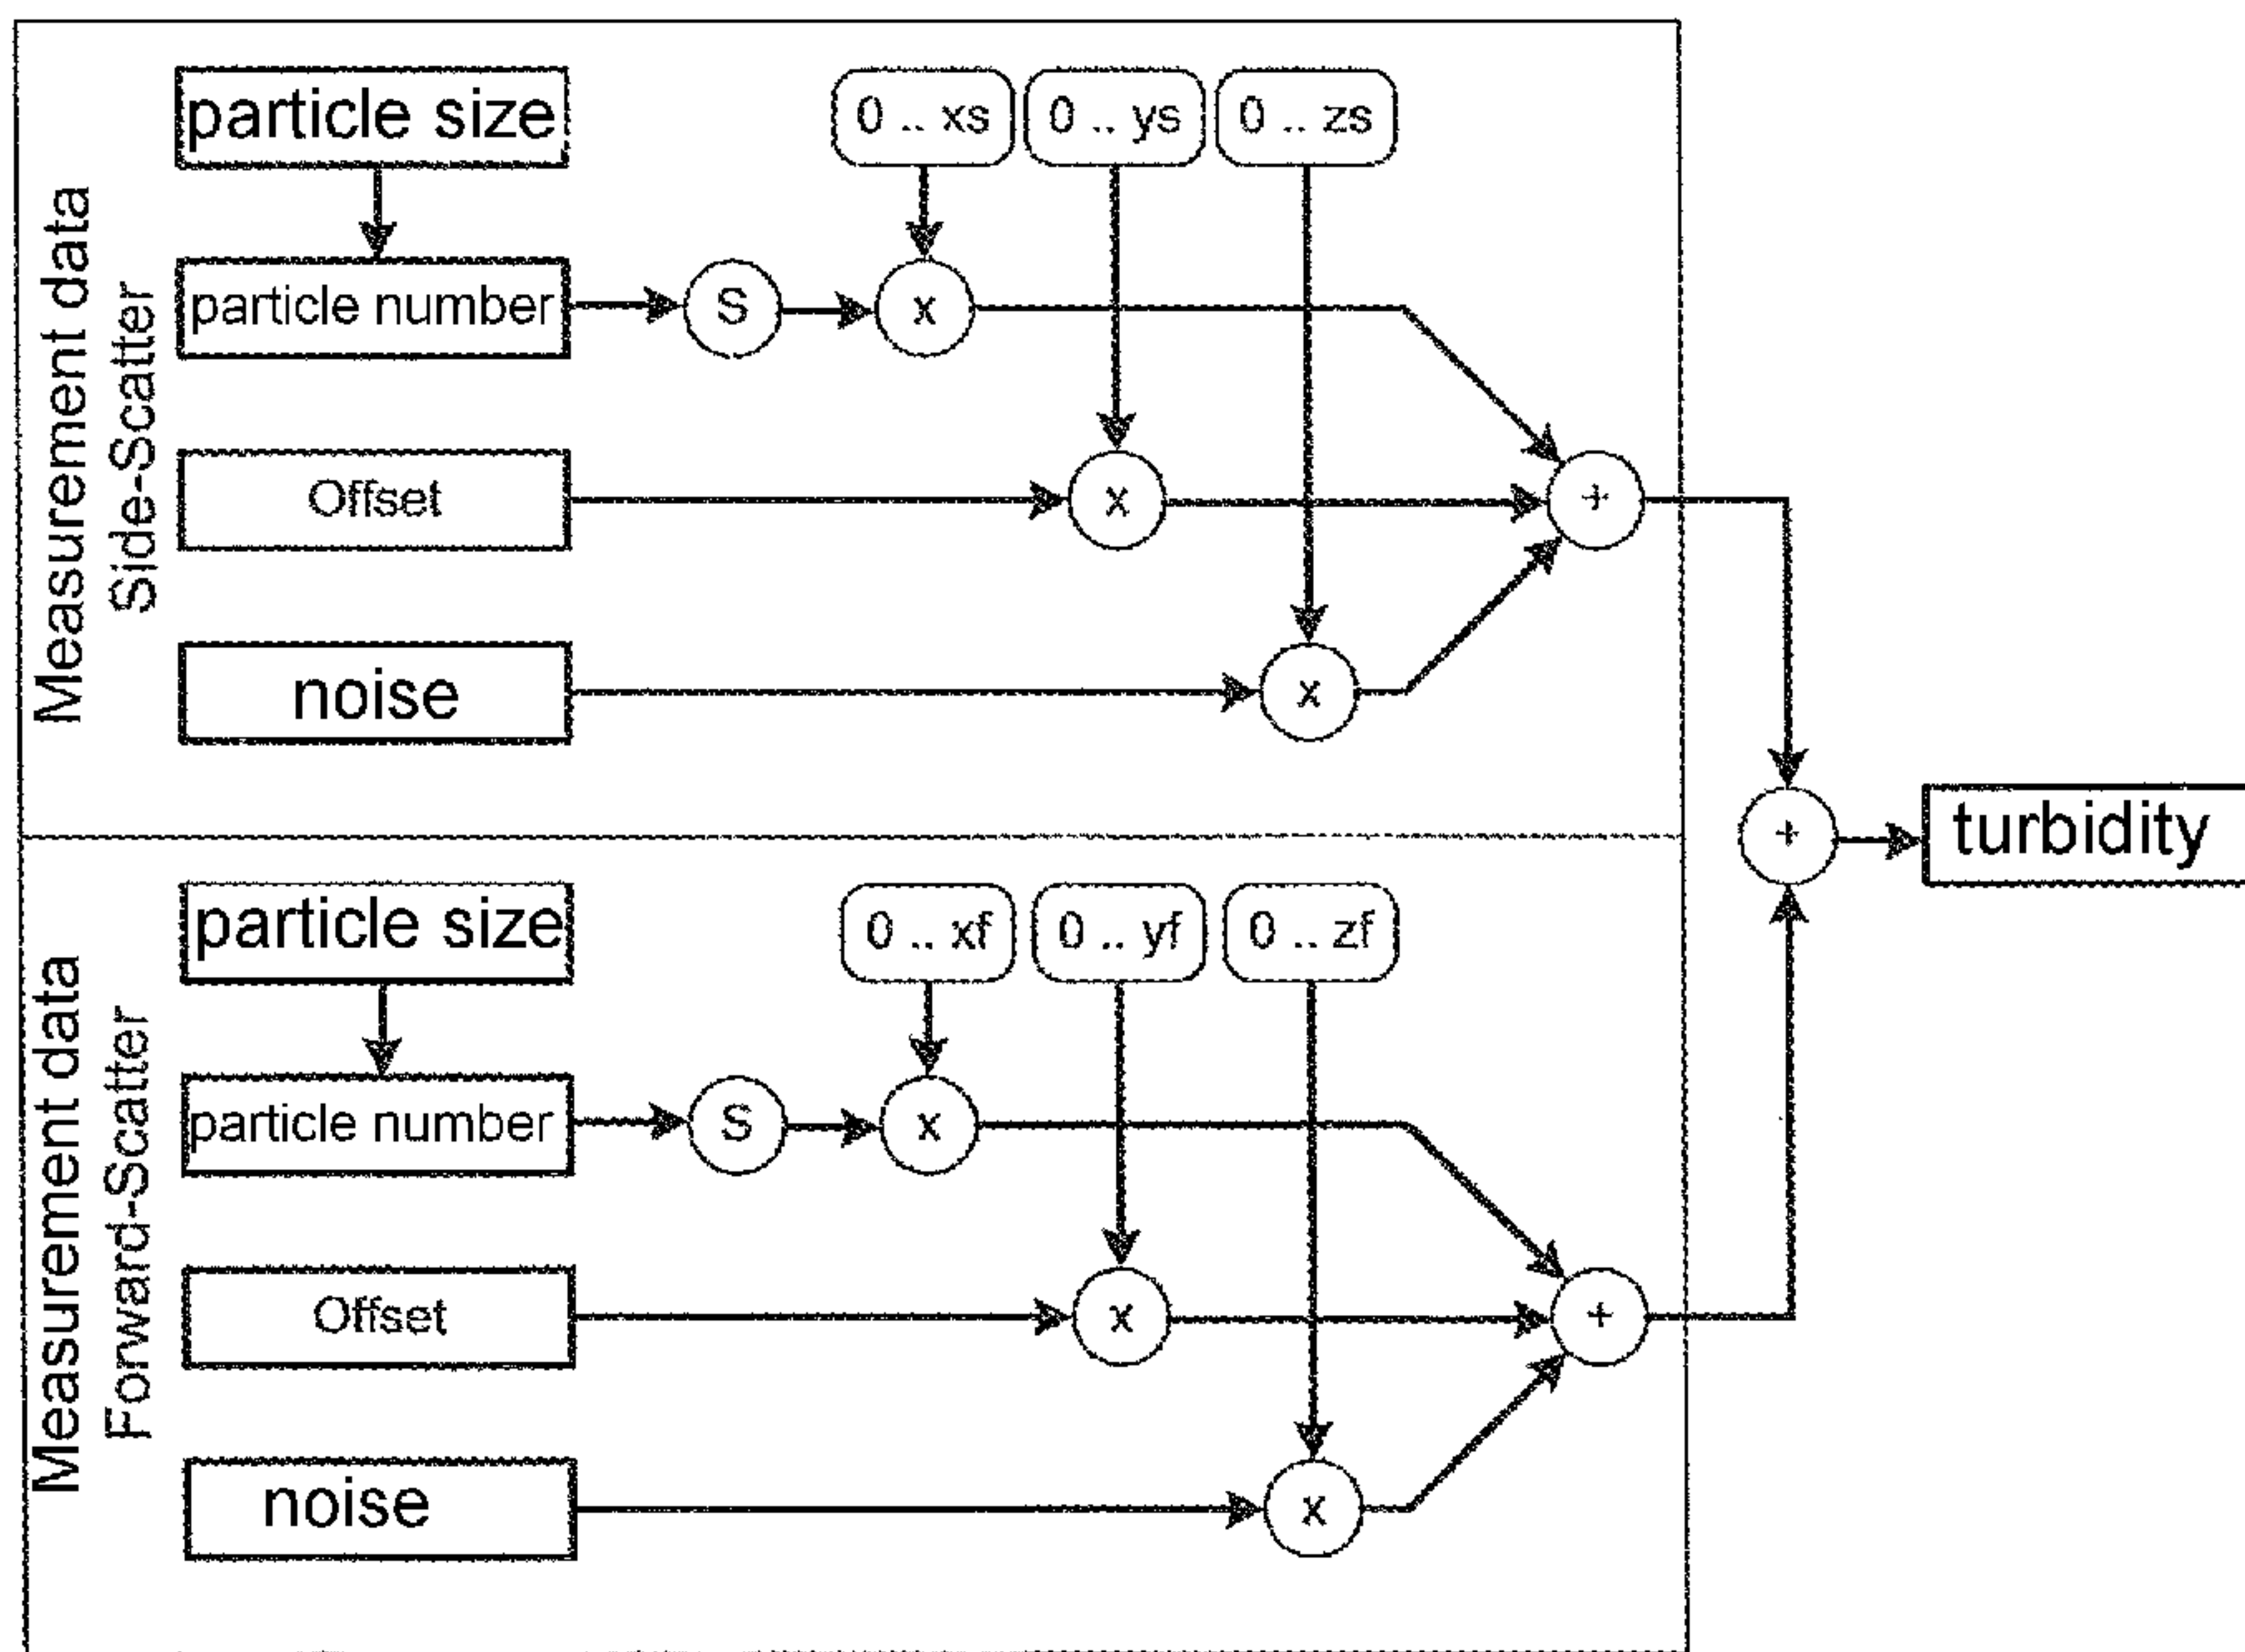 Measurement data
Side-Scatter
particle size
0 .. xs
0 .. ys
0 .. zs
particle number
S
x
Offset
x
+
noise
x
+
turbidity
Measurement data
Forward-Scatter
particle size
0 .. xf
0 .. yf
0 .. zf
particle number
S
x
Offset
x
+
noise
x